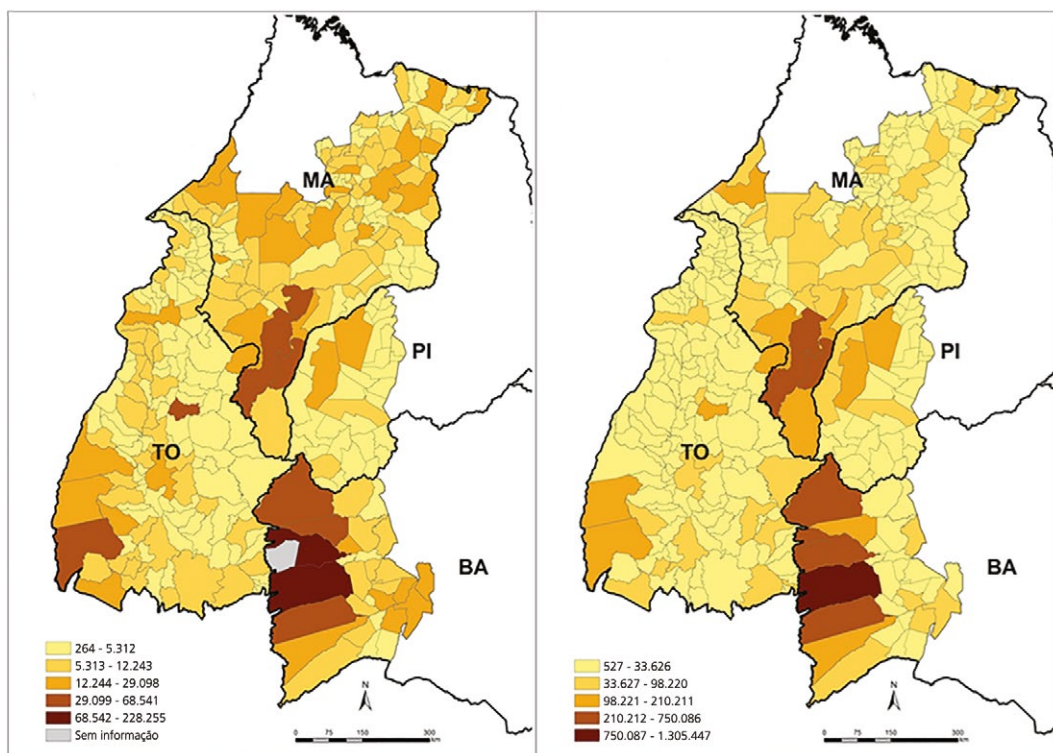 MA
PI
TO
BA
264 - 5.312
5.313 - 12.243
12.244 - 29.098
29.099 - 68.541
68.542 - 228.255
Sem informação
N
0 75 150 300
km
MA
PI
TO
BA
527 - 33.626
33.627 - 98.220
98.221 - 210.211
210.212 - 750.086
750.087 - 1.305.447
N
0 75 150 300
km